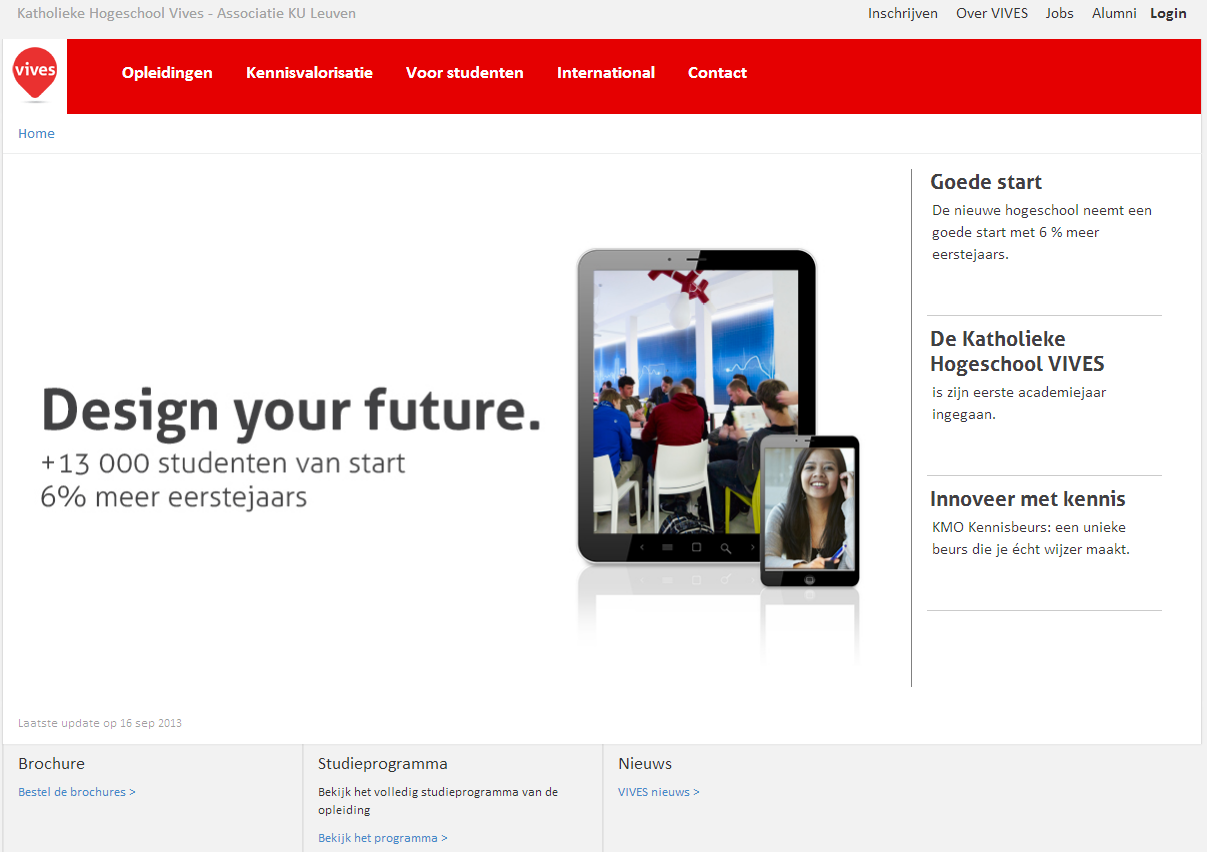 Katholieke Hogeschool Vives - Associatie KU Leuven
Inschrijven Over VIVES Jobs Alumni Login
vives
Opleidingen Kennisvalorisatie Voor studenten International Contact
Home
Design your future.
+13 000 studenten van start
6% meer eerstejaars
Goede start
De nieuwe hogeschool neemt een
goede start met 6 % meer
eerstejaars.
De Katholieke
Hogeschool VIVES
is zijn eerste academiejaar
ingegaan.
Innoveer met kennis
KMO Kennisbeurs: een unieke
beurs die je écht wijzer maakt.
Laatste update op 16 sep 2013
Brochure
Bestel de brochures >
Studieprogramma
Bekijk het volledig studieprogramma van de
opleiding
Bekijk het programma >
Nieuws
VIVES nieuws >